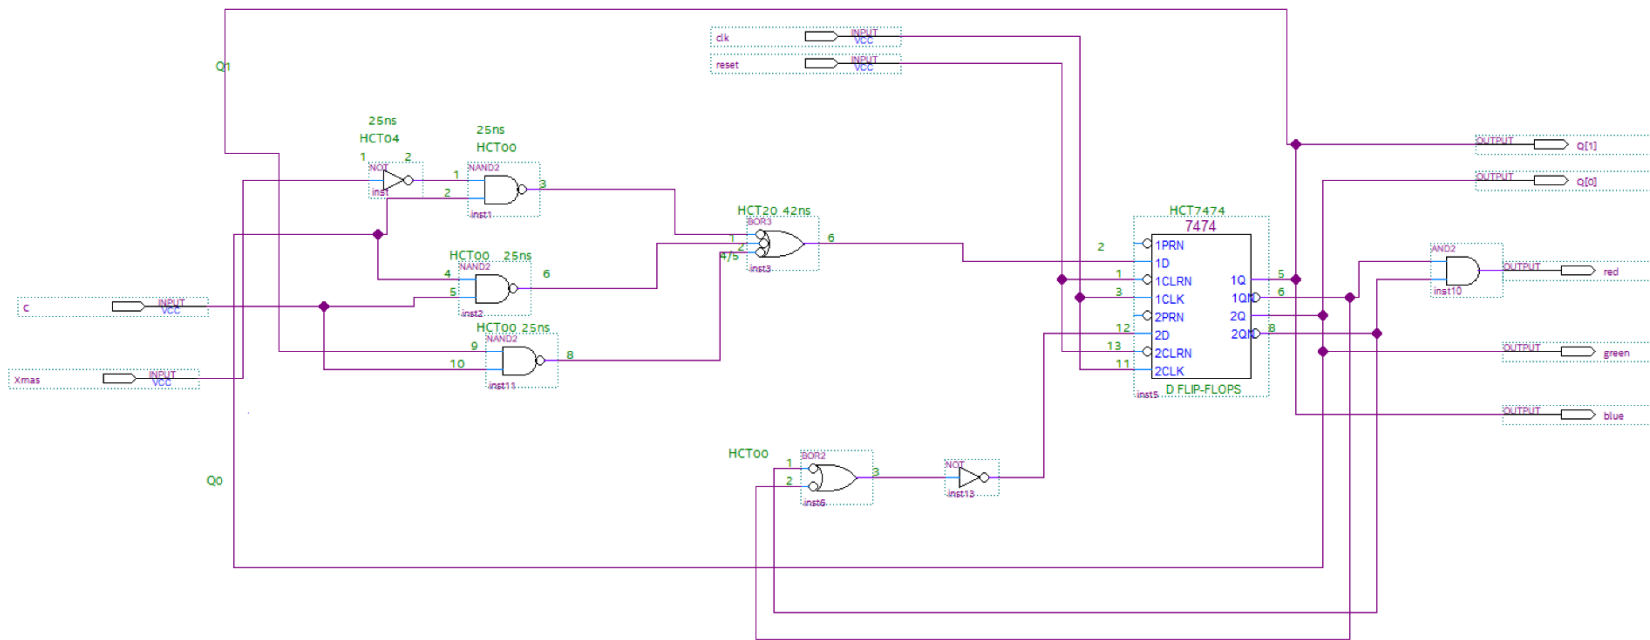 clk INPUT VCC
reset INPUT VCC
Q1
25ns
HCT04
1 2
NOT
inst
25ns
HCT00
NAND2
1
2
3
inst1
HCT00 25ns
NAND2
4
5
6
inst2
HCT00 25ns
NAND2
9
10
8
inst11
C INPUT VCC
Xmas INPUT VCC
HCT20 42ns
BOR3
1
2
4/5
6
inst3
HCT7474
7474
2 1PRN
1D
1 1CLRN
3 1CLK
2PRN
12 2D
13 2CLRN
11 2CLK
1Q 5
1QN 6
2Q
2QN 8
inst5
D FLIP-FLOPS
OUTPUT Q[1]
OUTPUT Q[0]
AND2
inst10
OUTPUT red
OUTPUT green
OUTPUT blue
HCT00
BOR2
1
2
3
inst6
NOT
inst13
Q0